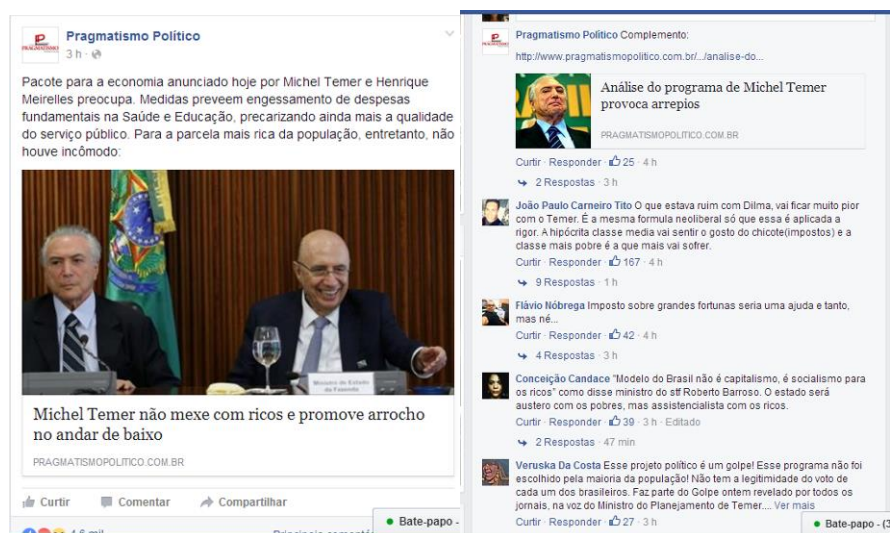 Pragmatismo Político
3 h
Pacote para a economia anunciado hoje por Michel Temer e Henrique
Meirelles preocupa. Medidas preveem engessamento de despesas
fundamentais na Saúde e Educação, precarizando ainda mais a qualidade
do serviço público. Para a parcela mais rica da população, entretanto, não
houve incômodo:
Ministro de Estado
da Fazenda
Michel Temer não mexe com ricos e promove arrocho
no andar de baixo
PRAGMATISMOPOLITICO.COM.BR
Curtir Comentar Compartilhar
Bate-papo -
Pragmatismo Político Complemento:
http://www.pragmatismopolitico.com.br/.../analise-do...
Análise do programa de Michel Temer
provoca arrepios
PRAGMATISMOPOLITICO.COM.BR
Curtir · Responder · 25 · 4 h
2 Respostas · 3 h
João Paulo Carneiro Tito O que estava ruim com Dilma, vai ficar muito pior
com o Temer. É a mesma formula neoliberal só que essa é aplicada a
rigor. A hipócrita classe media vai sentir o gosto do chicote(impostos) e a
classe mais pobre é a que mais vai sofrer.
Curtir · Responder · 167 · 4 h
9 Respostas · 1 h
Flávio Nóbrega Imposto sobre grandes fortunas seria uma ajuda e tanto,
mas né...
Curtir · Responder · 42 · 4 h
4 Respostas · 3 h
Conceição Candace "Modelo do Brasil não é capitalismo, é socialismo para
os ricos" como disse ministro do stf Roberto Barroso. O estado será
austero com os pobres, mas assistencialista com os ricos.
Curtir · Responder · 39 · 3 h · Editado
2 Respostas · 47 min
Veruska Da Costa Esse projeto político é um golpe! Esse programa não foi
escolhido pela maioria da população! Não tem a legitimidade do voto de
cada um dos brasileiros. Faz parte do Golpe ontem revelado por todos os
jornais, na voz do Ministro do Planejamento de Temer.... Ver mais
Curtir · Responder · 27 · 3 h
Bate-papo - (3